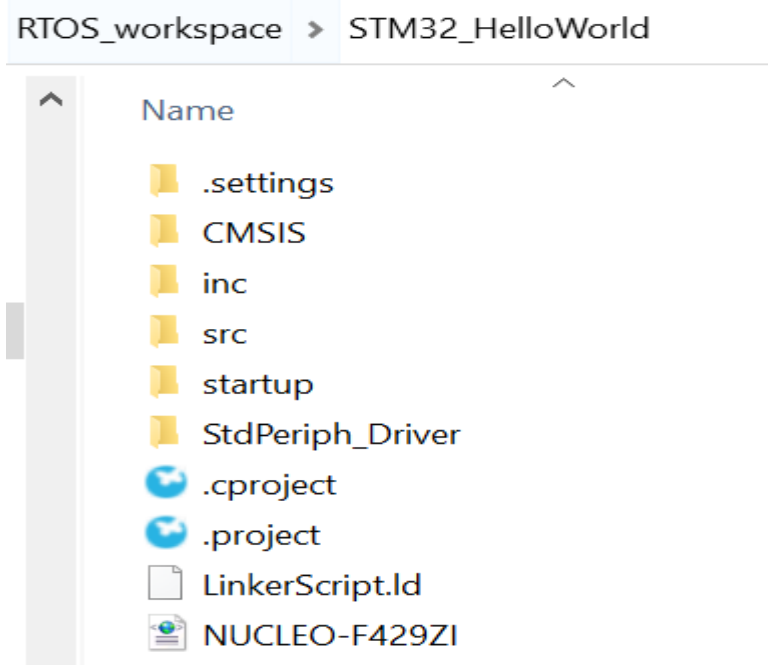 RTOS_workspace > STM32_HelloWorld
Name
.settings
CMSIS
inc
src
startup
StdPeriph_Driver
.cproject
.project
LinkerScript.ld
NUCLEO-F429ZI